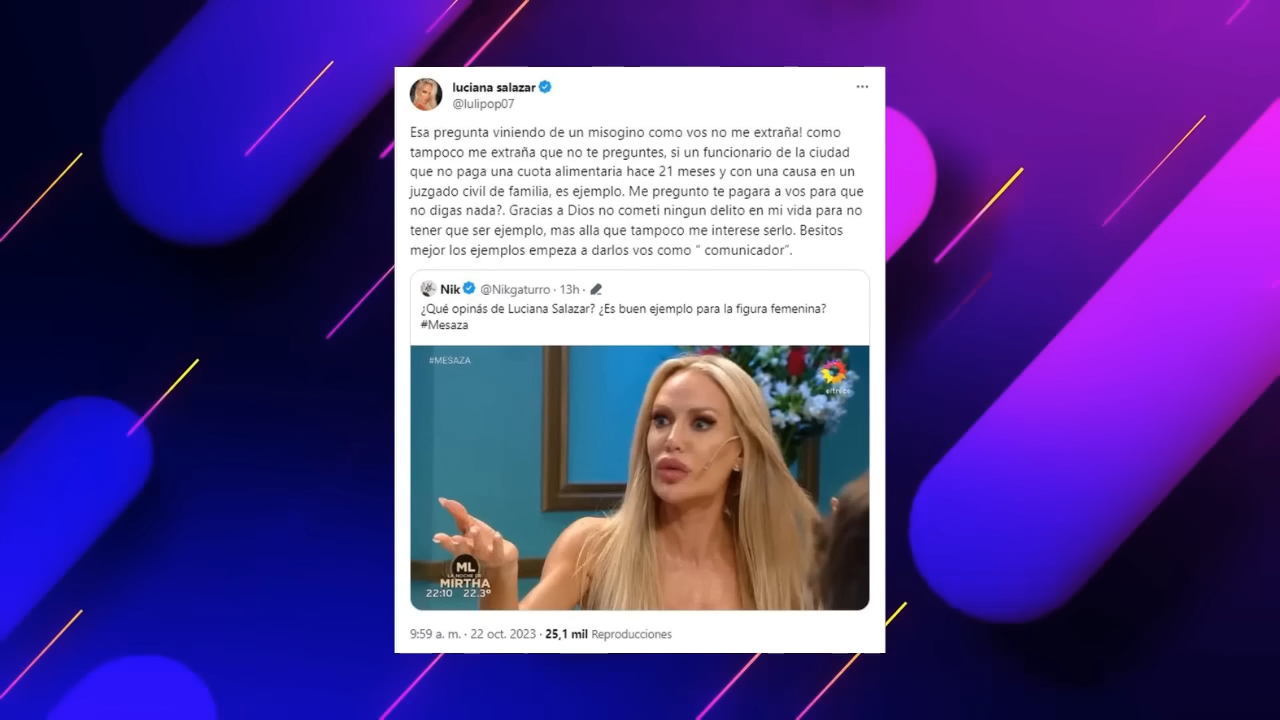 luciana salazar
@lulipop07
Esa pregunta viniendo de un misogino como vos no me extraña! como
tampoco me extraña que no te preguntes, si un funcionario de la ciudad
que no paga una cuota alimentaria hace 21 meses y con una causa en un
juzgado civil de familia, es ejemplo. Me pregunto te pagara a vos para que
no digas nada?. Gracias a Dios no cometi ningun delito en mi vida para no
tener que ser ejemplo, mas alla que tampoco me interese serlo. Besitos
mejor los ejemplos empeza a darlos vos como “ comunicador”.
Nik @Nikgaturro · 13h ·
¿Qué opinás de Luciana Salazar? ¿Es buen ejemplo para la figura femenina?
#Mesaza
#MESAZA
eltrece
ML
LA NOCHE DE
MIRTHA
22:10 22.3º
9:59 a. m. · 22 oct. 2023 · 25,1 mil Reproducciones